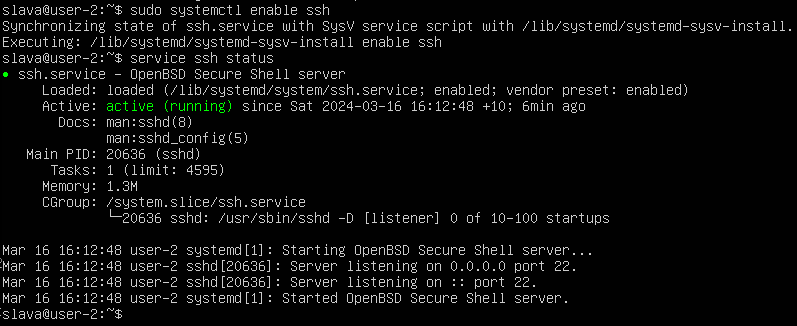 slava@user-2:~$ sudo systemctl enable ssh
Synchronizing state of ssh.service with SysV service script with /lib/systemd/systemd-sysv-install.
Executing: /lib/systemd/systemd-sysv-install enable ssh
slava@user-2:~$ service ssh status
● ssh.service - OpenBSD Secure Shell server
     Loaded: loaded (/lib/systemd/system/ssh.service; enabled; vendor preset: enabled)
     Active: active (running) since Sat 2024-03-16 16:12:48 +10; 6min ago
       Docs: man:sshd(8)
             man:sshd_config(5)
   Main PID: 20636 (sshd)
      Tasks: 1 (limit: 4595)
     Memory: 1.3M
     CGroup: /system.slice/ssh.service
             └─20636 sshd: /usr/sbin/sshd -D [listener] 0 of 10-100 startups
Mar 16 16:12:48 user-2 systemd[1]: Starting OpenBSD Secure Shell server...
Mar 16 16:12:48 user-2 sshd[20636]: Server listening on 0.0.0.0 port 22.
Mar 16 16:12:48 user-2 sshd[20636]: Server listening on :: port 22.
Mar 16 16:12:48 user-2 systemd[1]: Started OpenBSD Secure Shell server.
slava@user-2:~$